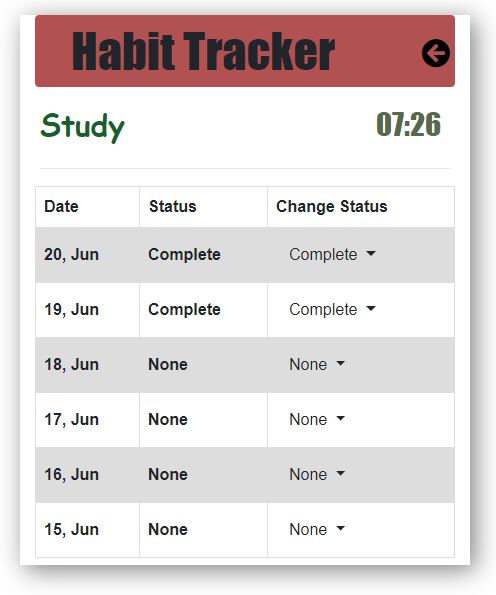 Habit Tracker
Study 07:26
Date Status Change Status
20, Jun Complete Complete
19, Jun Complete Complete
18, Jun None None
17, Jun None None
16, Jun None None
15, Jun None None